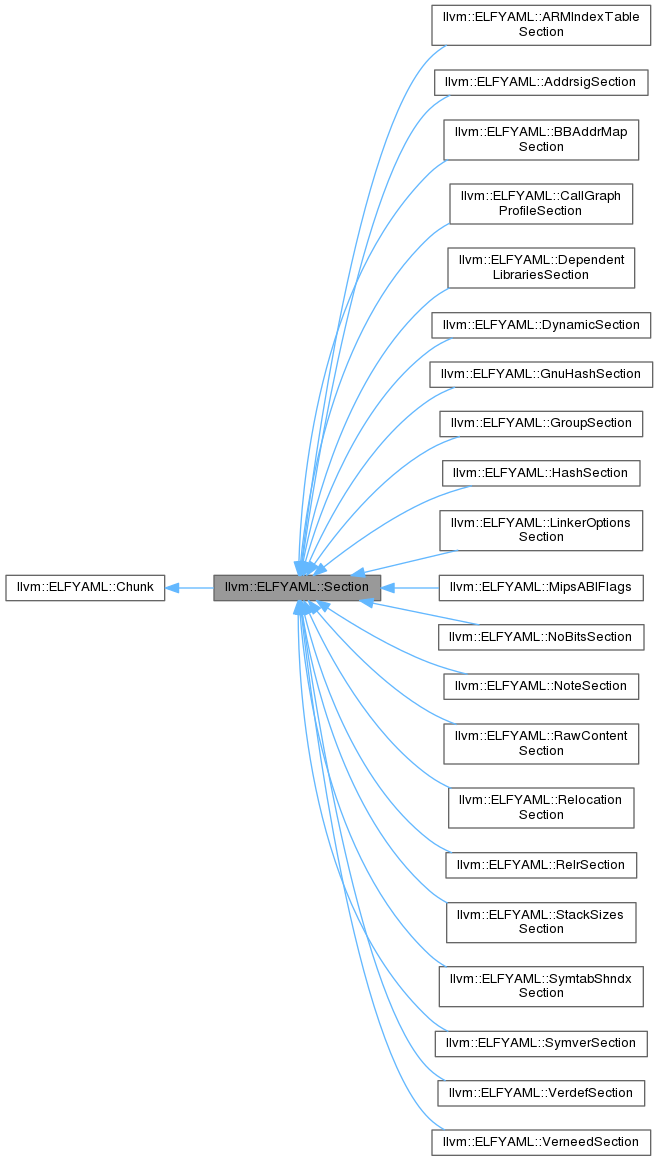 llvm::ELFYAML::ARMIndexTable
Section
llvm::ELFYAML::AddrsigSection
llvm::ELFYAML::BBAddrMap
Section
llvm::ELFYAML::CallGraph
ProfileSection
llvm::ELFYAML::Dependent
LibrariesSection
llvm::ELFYAML::DynamicSection
llvm::ELFYAML::GnuHashSection
llvm::ELFYAML::GroupSection
llvm::ELFYAML::HashSection
llvm::ELFYAML::LinkerOptions
Section
llvm::ELFYAML::Chunk
llvm::ELFYAML::Section
llvm::ELFYAML::MipsABIFlags
llvm::ELFYAML::NoBitsSection
llvm::ELFYAML::NoteSection
llvm::ELFYAML::RawContent
Section
llvm::ELFYAML::Relocation
Section
llvm::ELFYAML::RelrSection
llvm::ELFYAML::StackSizes
Section
llvm::ELFYAML::SymtabShndx
Section
llvm::ELFYAML::SymverSection
llvm::ELFYAML::VerdefSection
llvm::ELFYAML::VerneedSection